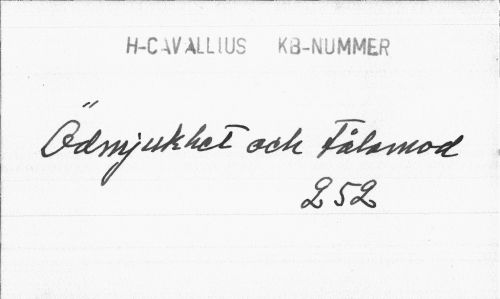 H-CAVALLIUS KB-NUMMER
Ödmjukhet och Tålamod
252